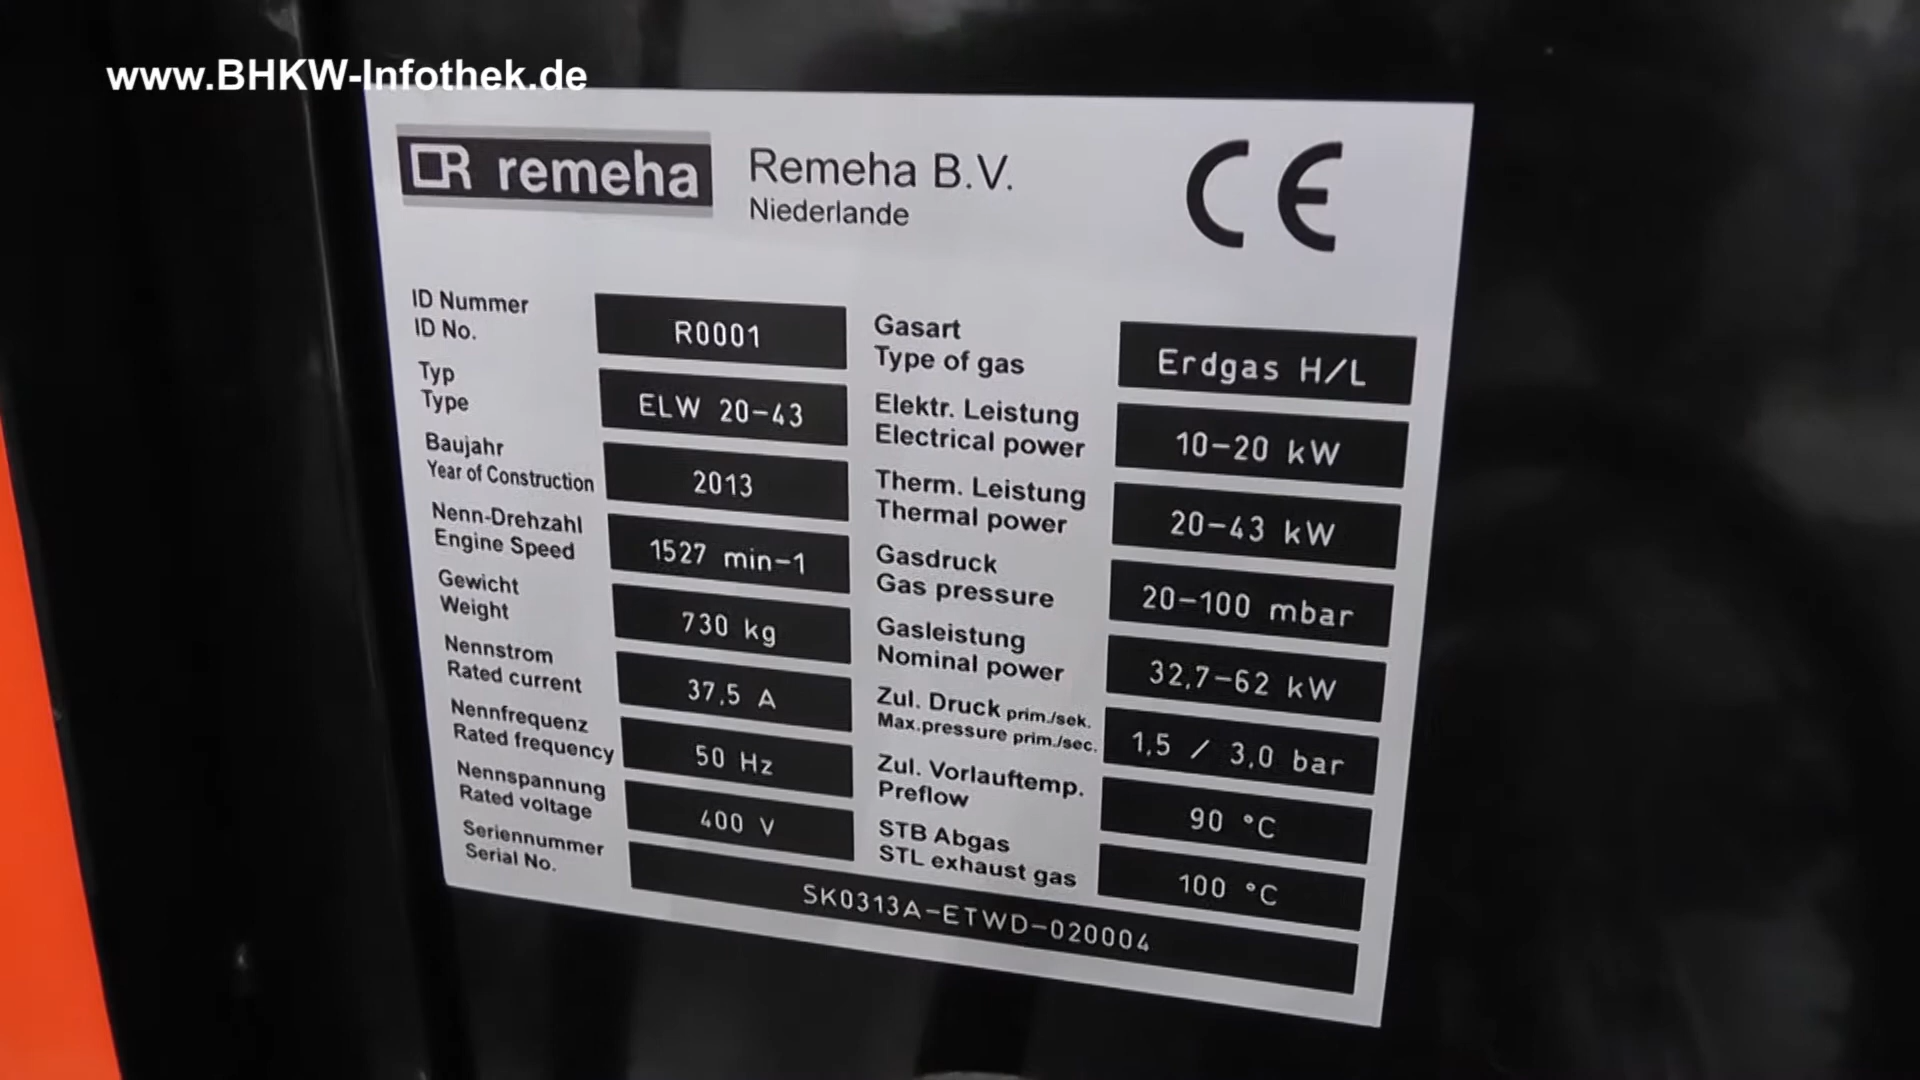 www.BHKW-Infothek.de
remeha
Remeha B.V.
Niederlande
CE
ID Nummer
ID No.
R0001
Typ
Type
ELW 20-43
Baujahr
Year of Construction
2013
Nenn-Drehzahl
Engine Speed
1527 min-1
Gewicht
Weight
730 kg
Nennstrom
Rated current
37,5 A
Nennfrequenz
Rated frequency
50 Hz
Nennspannung
Rated voltage
400 V
Gasart
Type of gas
Erdgas H/L
Elektr. Leistung
Electrical power
10-20 kW
Therm. Leistung
Thermal power
20-43 kW
Gasdruck
Gas pressure
20-100 mbar
Gasleistung
Nominal power
32,7-62 kW
Zul. Druck prim./sek.
Max.pressure prim./sec.
1,5 / 3,0 bar
Zul. Vorlauftemp.
Preflow
90 °C
STB Abgas
STL exhaust gas
100 °C
Seriennummer
Serial No.
SK0313A-ETWD-020004